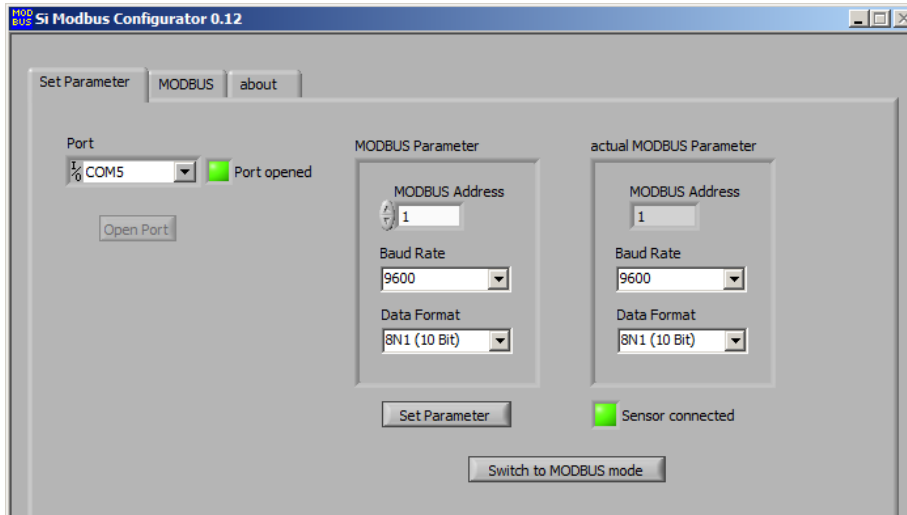 MOD BUS Si Modbus Configurator 0.12
Set Parameter MODBUS about
Port
I/O COM5 Port opened
Open Port
MODBUS Parameter
MODBUS Address
1
Baud Rate
9600
Data Format
8N1 (10 Bit)
Set Parameter
actual MODBUS Parameter
MODBUS Address
1
Baud Rate
9600
Data Format
8N1 (10 Bit)
Sensor connected
Switch to MODBUS mode